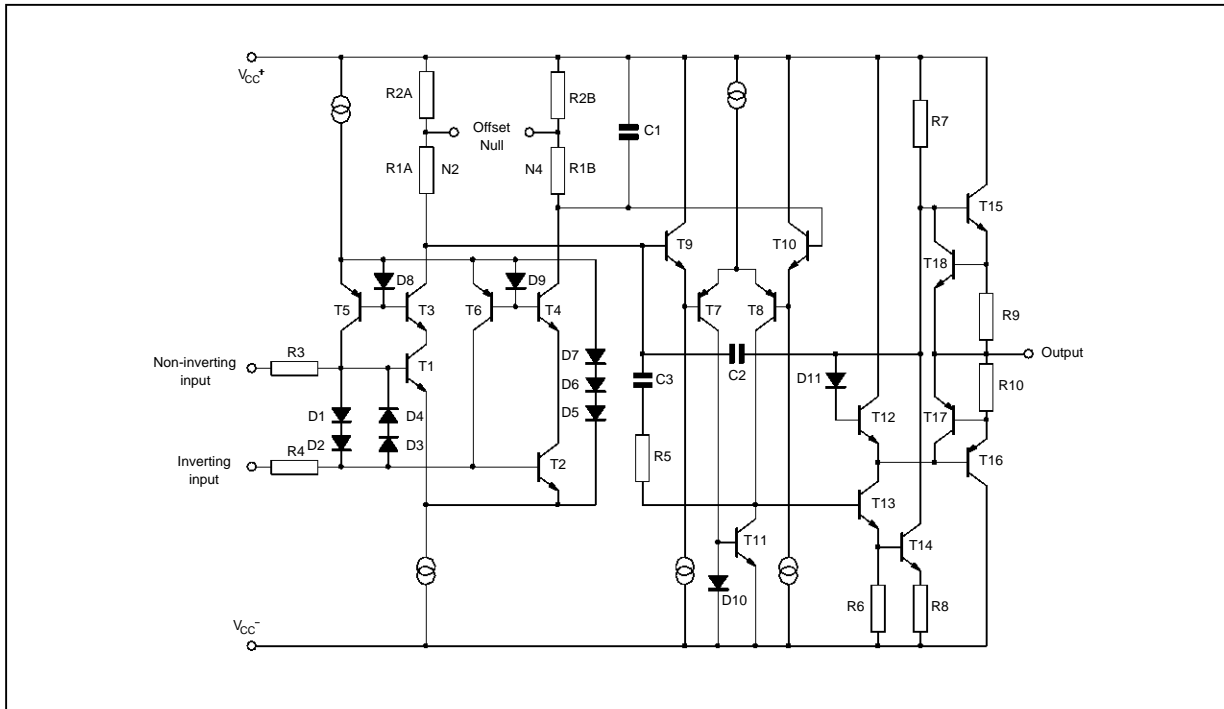 VCC+
R2A
R2B
Offset
Null
C1
R7
R1A
N2
N4
R1B
T15
T9
T10
T18
D8
D9
T5
T3
T6
T4
T7
T8
R9
D7
Non-inverting
input
R3
T1
D6
Output
C3
C2
D11
D5
R10
D1
D4
T12
T17
D2
D3
Inverting
input
R4
T2
R5
T16
T13
T11
T14
D10
R6
R8
VCC−